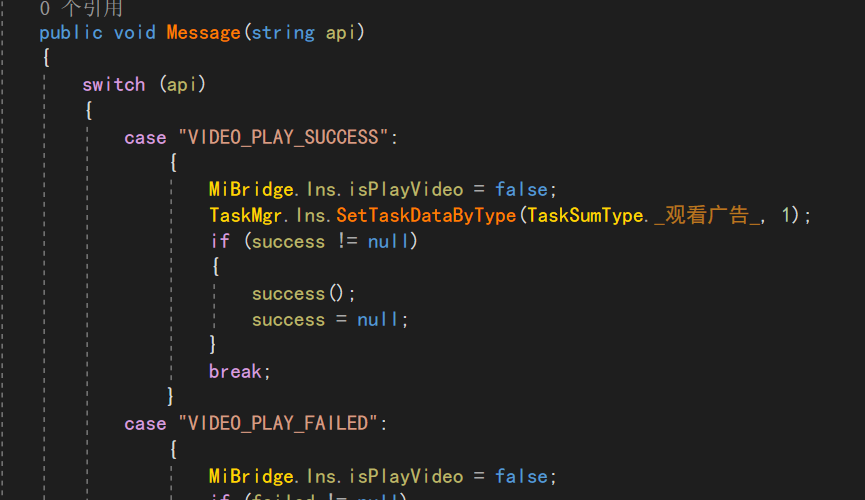 0 个引用
public void Message(string api)
{
switch (api)
{
case "VIDEO_PLAY_SUCCESS":
{
MiBridge.Ins.isPlayVideo = false;
TaskMgr.Ins.SetTaskDataByType(TaskSumType._观看广告_, 1);
if (success != null)
{
success();
success = null;
}
break;
}
case "VIDEO_PLAY_FAILED":
{
MiBridge.Ins.isPlayVideo = false;
if (failed != null)